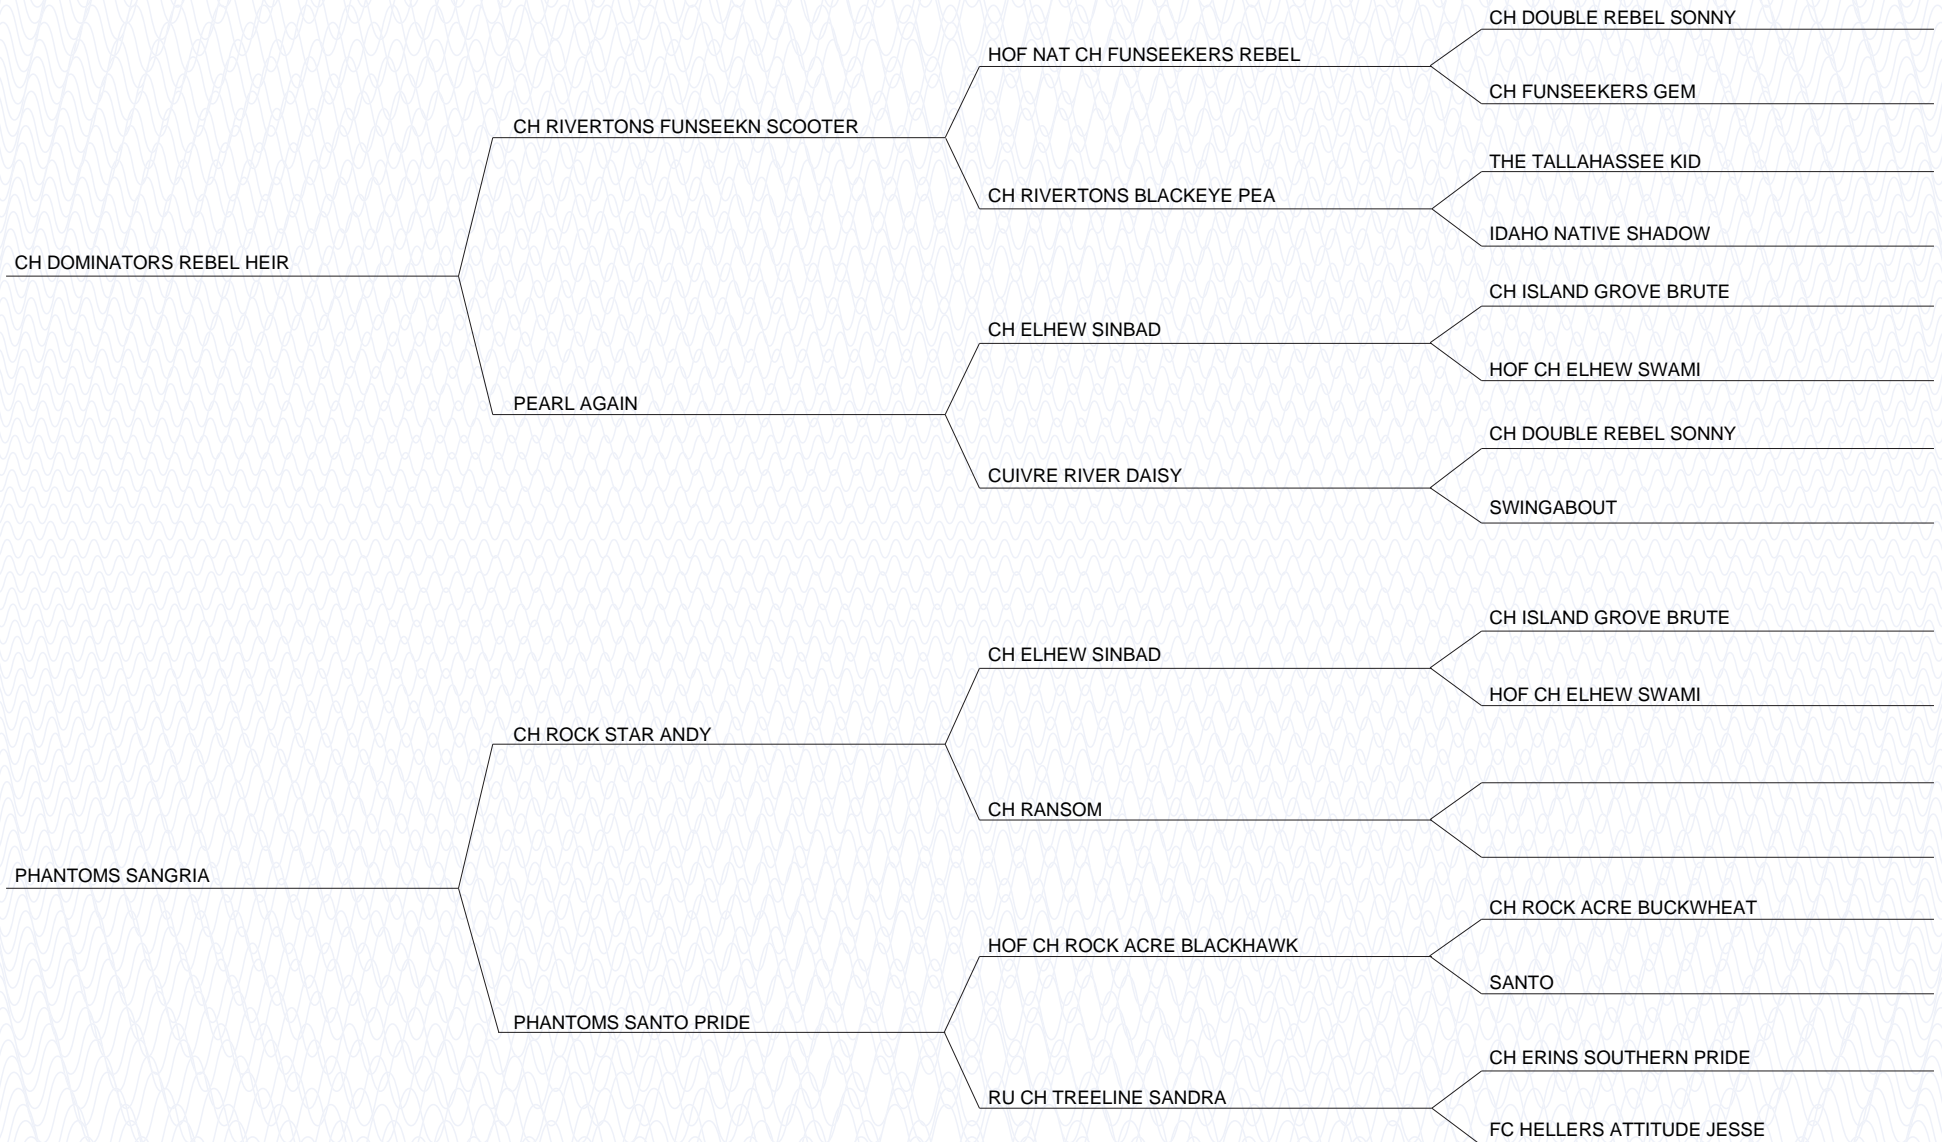 CH DOUBLE REBEL SONNY
HOF NAT CH FUNSEEKERS REBEL
CH FUNSEEKERS GEM
CH RIVERTONS FUNSEEKN SCOOTER
THE TALLAHASSEE KID
CH RIVERTONS BLACKEYE PEA
IDAHO NATIVE SHADOW
CH DOMINATORS REBEL HEIR
CH ISLAND GROVE BRUTE
CH ELHEW SINBAD
HOF CH ELHEW SWAMI
PEARL AGAIN
CH DOUBLE REBEL SONNY
CUIVRE RIVER DAISY
SWINGABOUT
CH ISLAND GROVE BRUTE
CH ELHEW SINBAD
HOF CH ELHEW SWAMI
CH ROCK STAR ANDY
CH RANSOM
PHANTOMS SANGRIA
CH ROCK ACRE BUCKWHEAT
HOF CH ROCK ACRE BLACKHAWK
SANTO
PHANTOMS SANTO PRIDE
CH ERINS SOUTHERN PRIDE
RU CH TREELINE SANDRA
FC HELLERS ATTITUDE JESSE